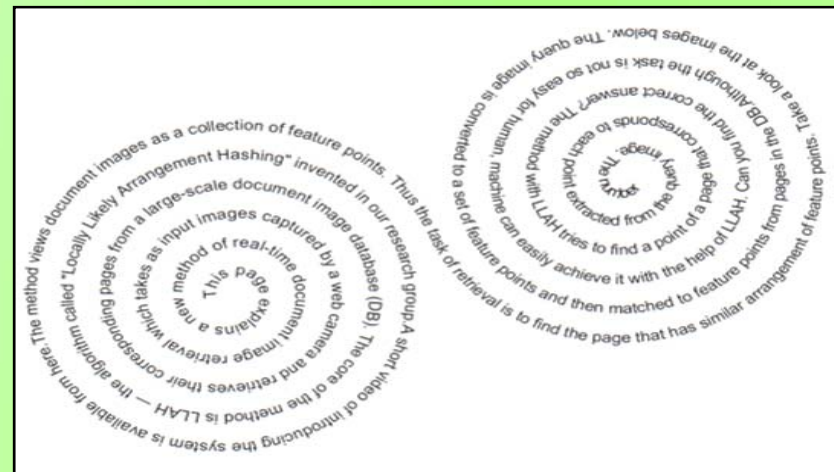 This page explains a new method of real-time document image retrieval which takes as input images captured by a web camera and retrieves their corresponding pages from a large-scale document image database (DB). The core of the method is LLAH — the algorithm called "Locally Likely Arrangement Hashing" invented in our research group.A short video of introducing the system is available from here.The method views document images as a collection of feature points. Thus the task of retrieval is to find the page that has similar arrangement of feature points. Take a look at the images below. The query image is converted to a set of feature points and then matched to feature points from pages in the DB.Although the task is not so easy for human, machine can easily achieve it with the help of LLAH. Can you find the correct answer? The method with LLAH tries to find a point of a page that corresponds to each point extracted from the query image. The number